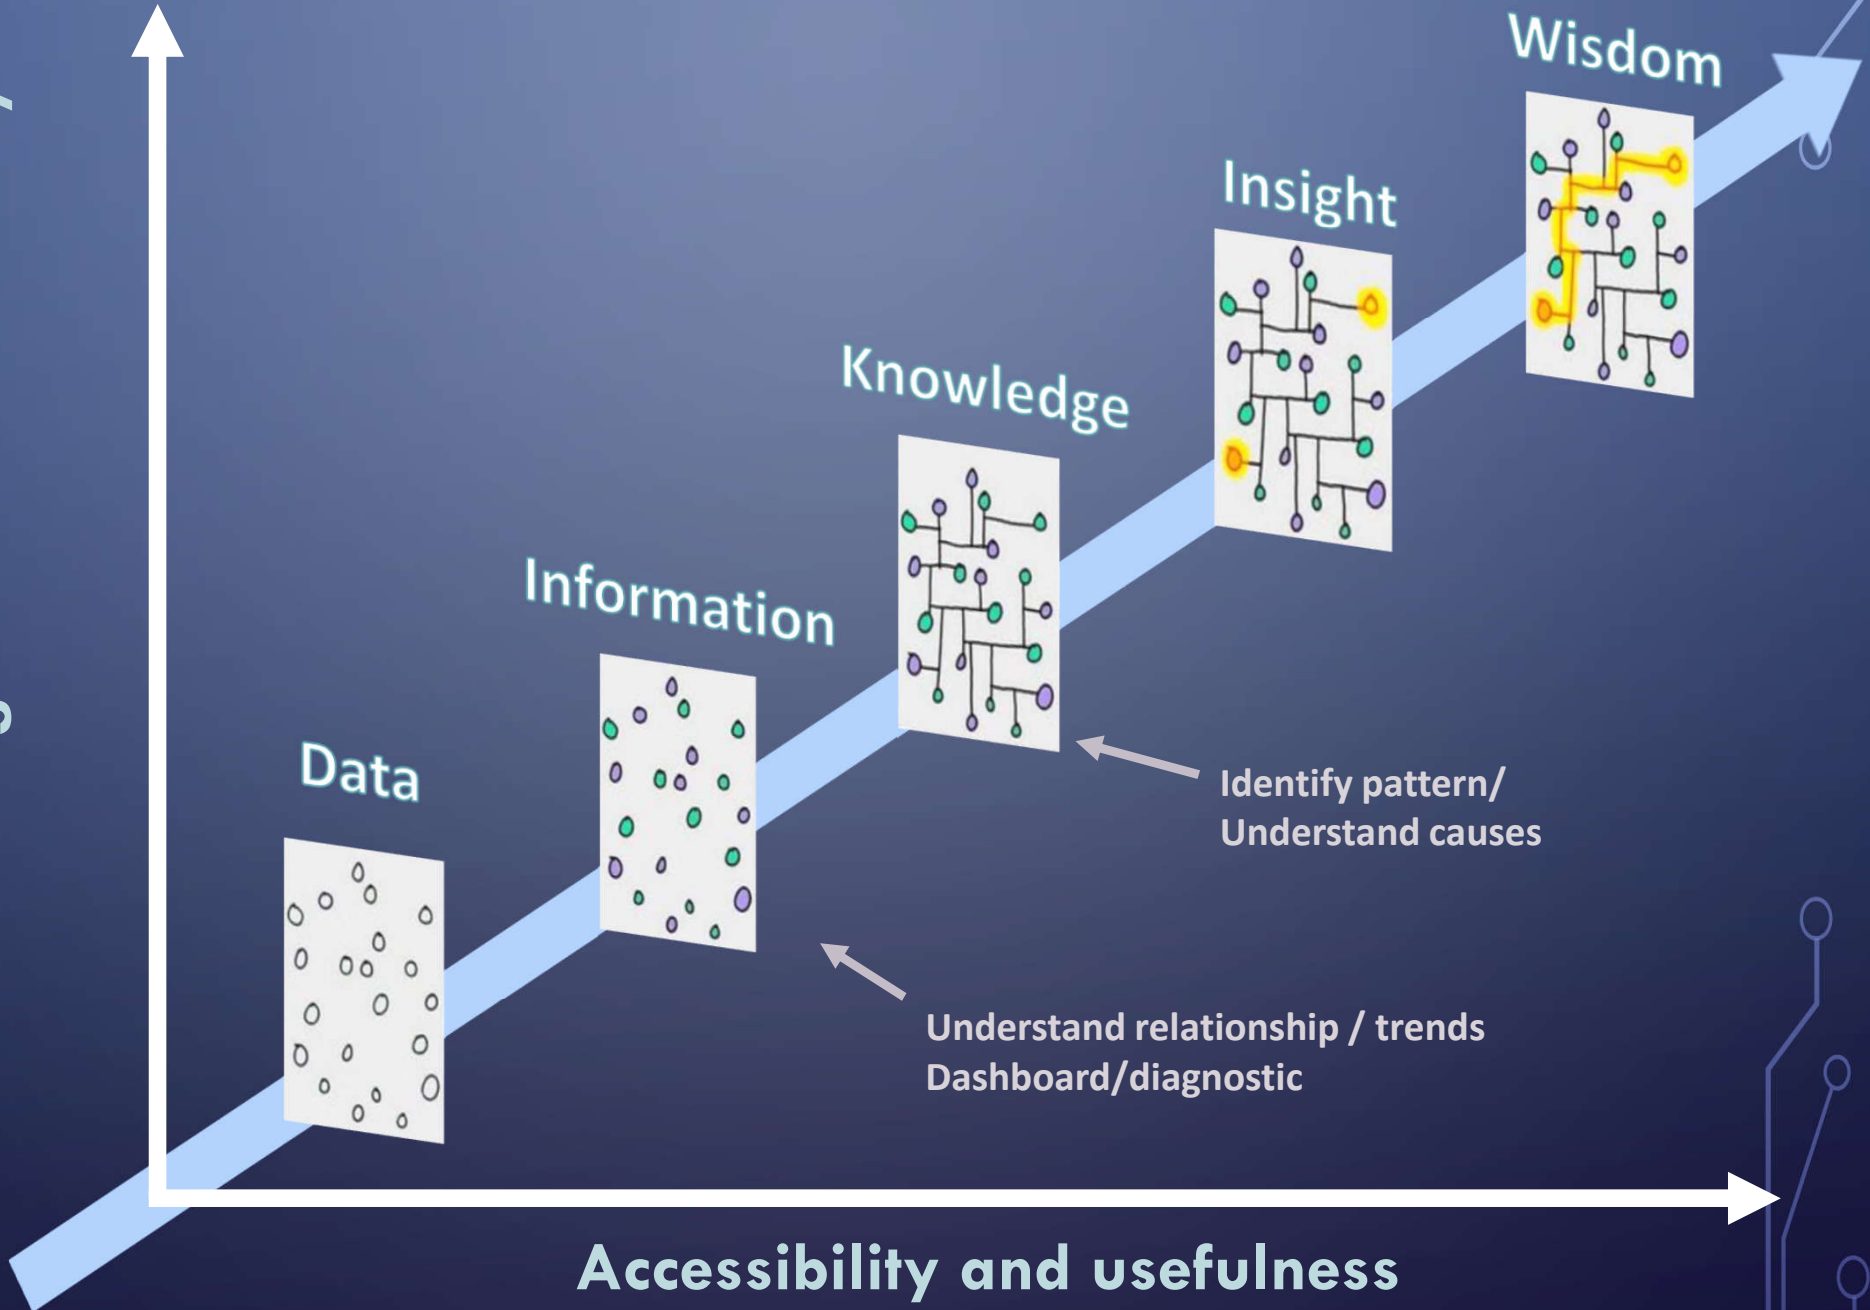 Wisdom
Insight
Knowledge
Information
Data
Identify pattern/
Understand causes
Understand relationship / trends
Dashboard/diagnostic
Accessibility and usefulness